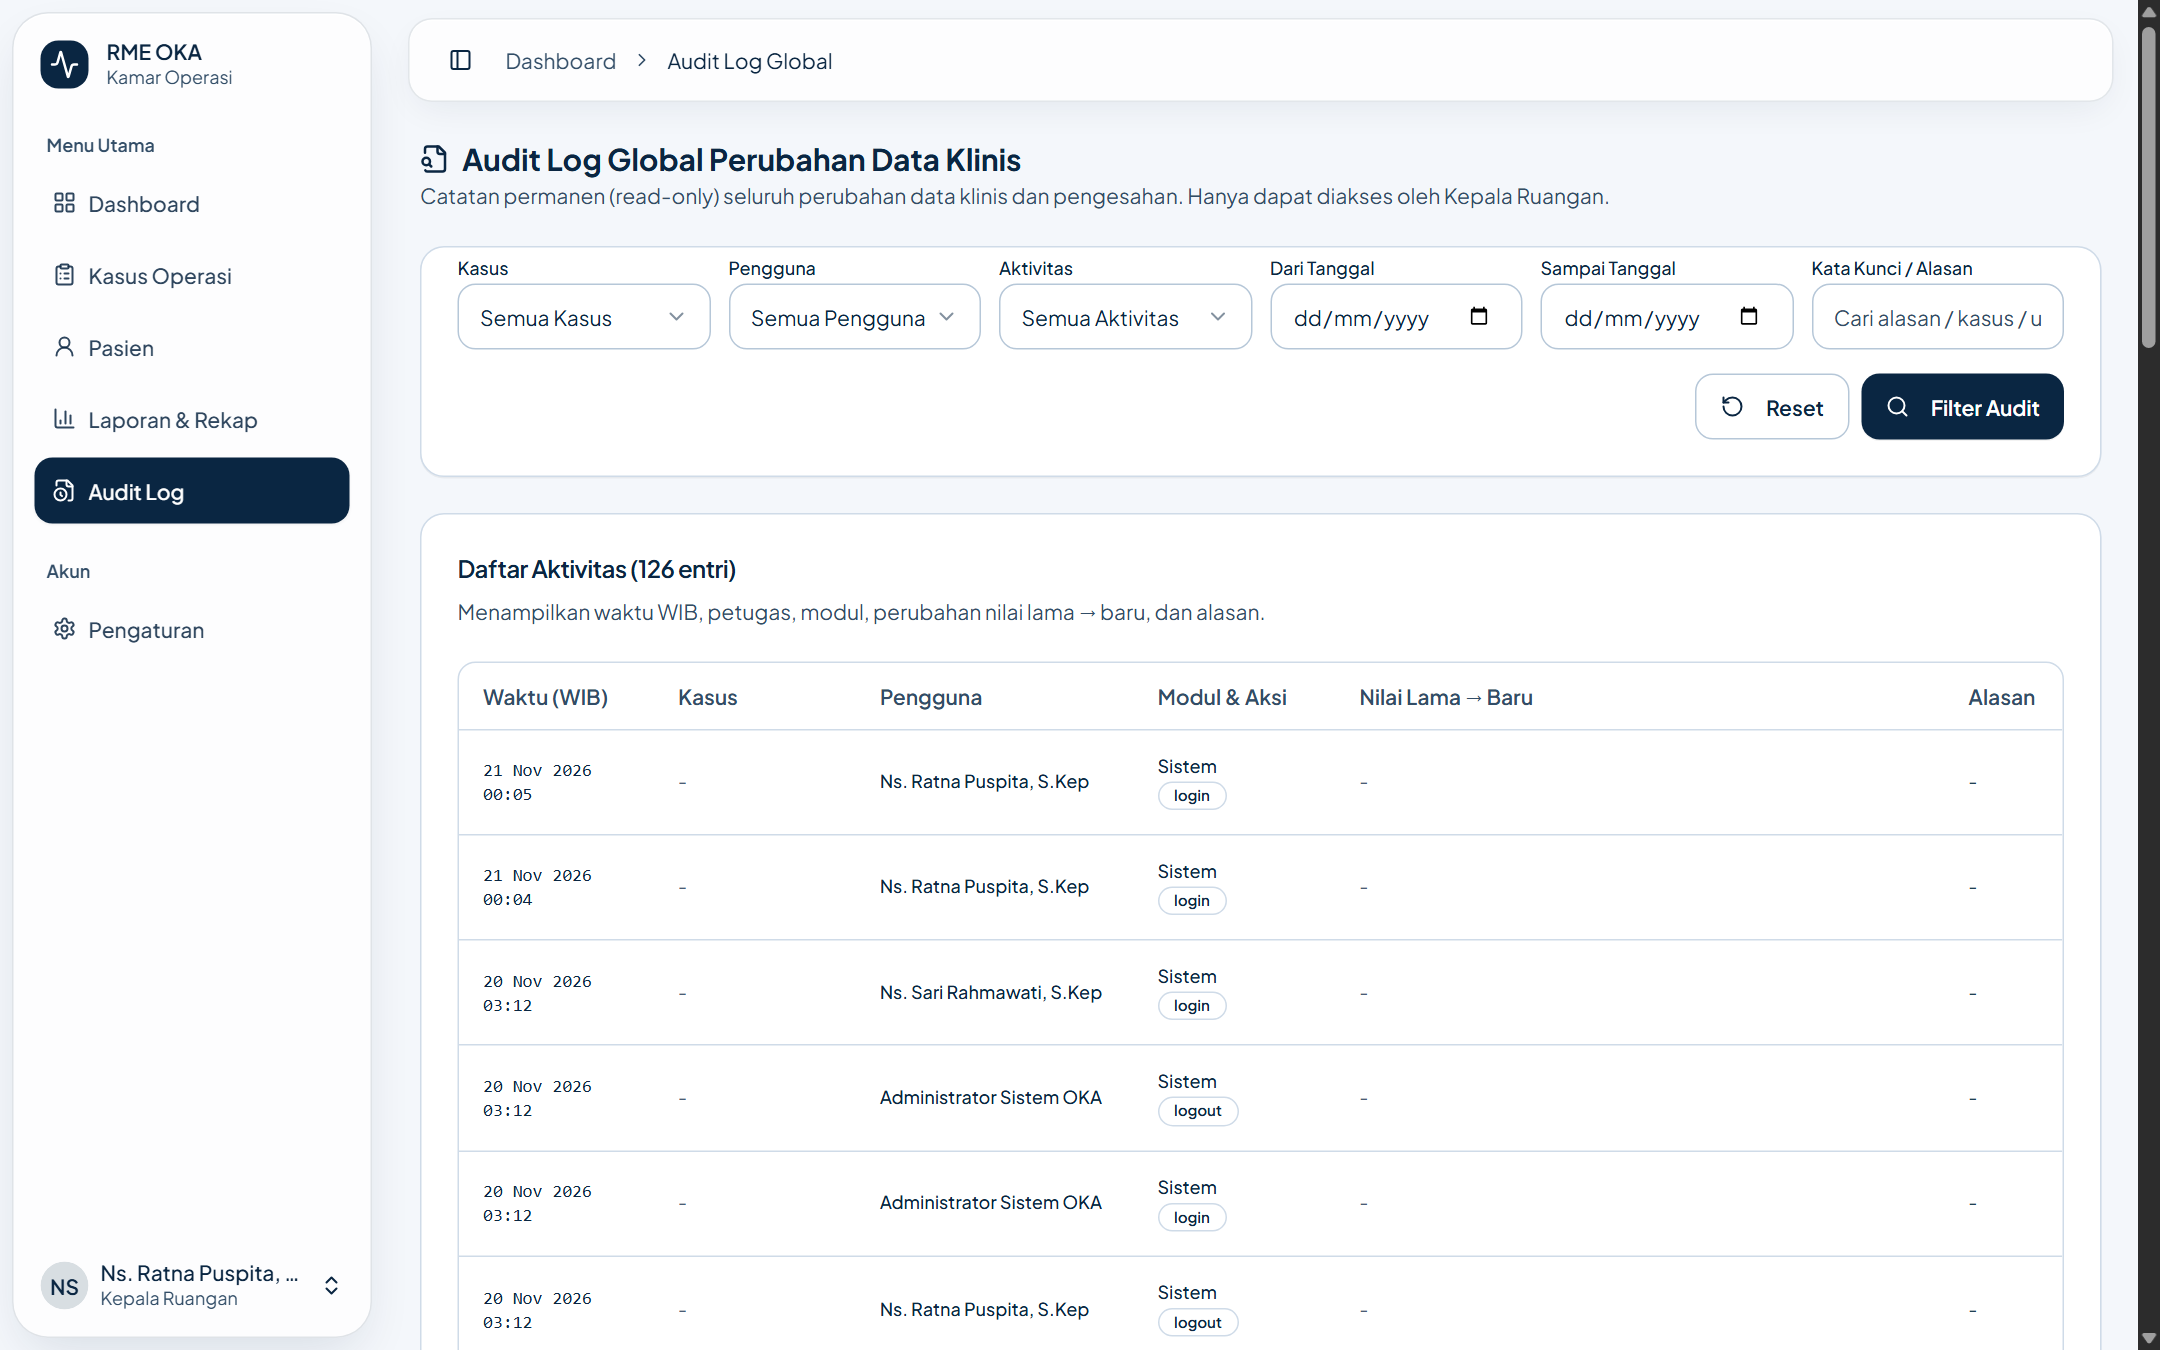 RME OKA
Kamar Operasi
Menu Utama
Dashboard
Kasus Operasi
Pasien
Laporan & Rekap
Audit Log
Akun
Pengaturan
NS
Ns. Ratna Puspita, ...
Kepala Ruangan
Dashboard > Audit Log Global
Audit Log Global Perubahan Data Klinis
Catatan permanen (read-only) seluruh perubahan data klinis dan pengesahan. Hanya dapat diakses oleh Kepala Ruangan.
Kasus Pengguna Aktivitas Dari Tanggal Sampai Tanggal Kata Kunci / Alasan
Semua Kasus Semua Pengguna Semua Aktivitas dd/mm/yyyy dd/mm/yyyy Cari alasan / kasus / u
Reset Filter Audit
Daftar Aktivitas (126 entri)
Menampilkan waktu WIB, petugas, modul, perubahan nilai lama → baru, dan alasan.
Waktu (WIB) Kasus Pengguna Modul & Aksi Nilai Lama → Baru Alasan
21 Nov 2026 00:05 - Ns. Ratna Puspita, S.Kep Sistem login - -
21 Nov 2026 00:04 - Ns. Ratna Puspita, S.Kep Sistem login - -
20 Nov 2026 03:12 - Ns. Sari Rahmawati, S.Kep Sistem login - -
20 Nov 2026 03:12 - Administrator Sistem OKA Sistem logout - -
20 Nov 2026 03:12 - Administrator Sistem OKA Sistem login - -
20 Nov 2026 03:12 - Ns. Ratna Puspita, S.Kep Sistem logout - -